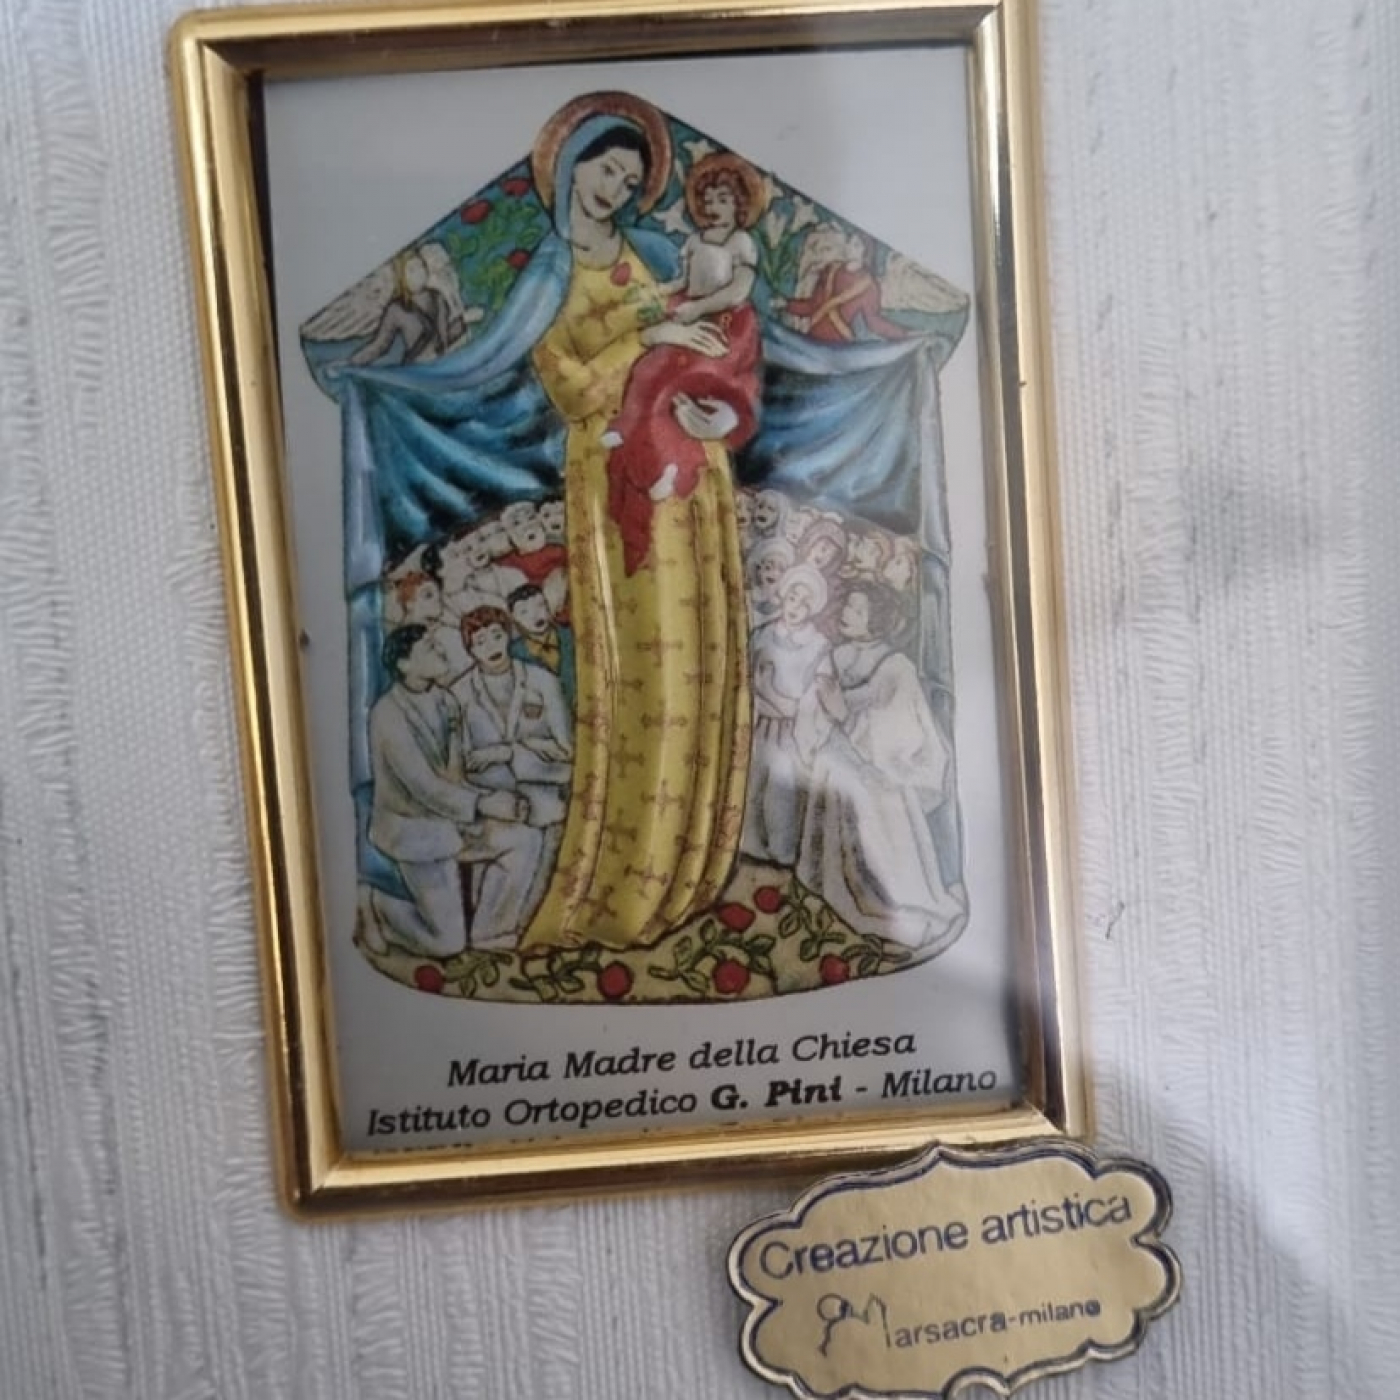 Maria Madre della Chiesa
Istituto Ortopedico G. Pini - Milano
Creazione artistica
Marsacra-milano